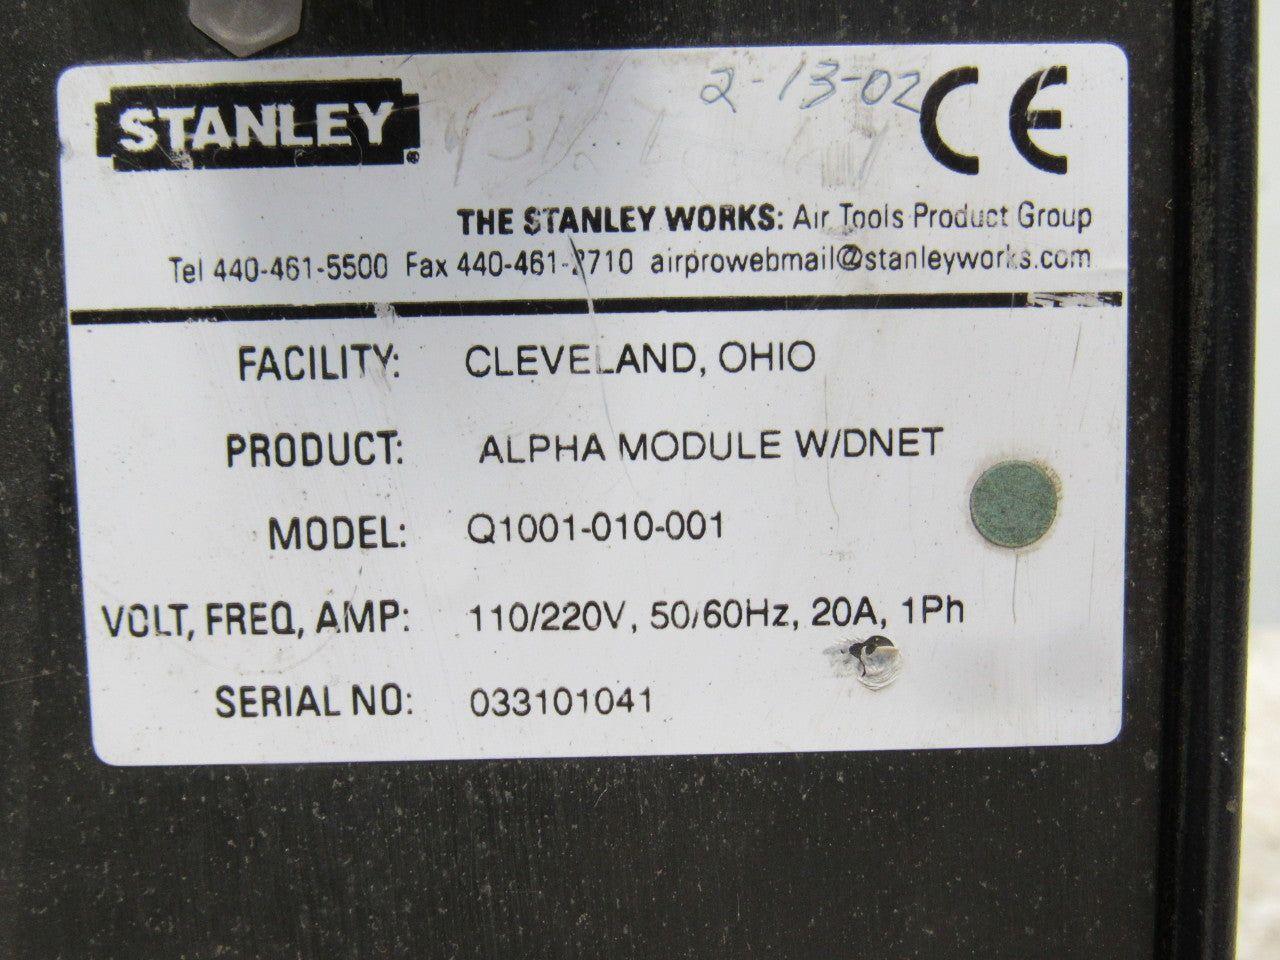 STANLEY®
2-13-02
CE
THE STANLEY WORKS: Air Tools Product Group
Tel 440-461-5500 Fax 440-461-2710 airprowebmail@stanleyworks.com
FACILITY: CLEVELAND, OHIO
PRODUCT: ALPHA MODULE W/DNET
MODEL: Q1001-010-001
VOLT, FREQ, AMP: 110/220V, 50/60Hz, 20A, 1Ph
SERIAL NO: 033101041